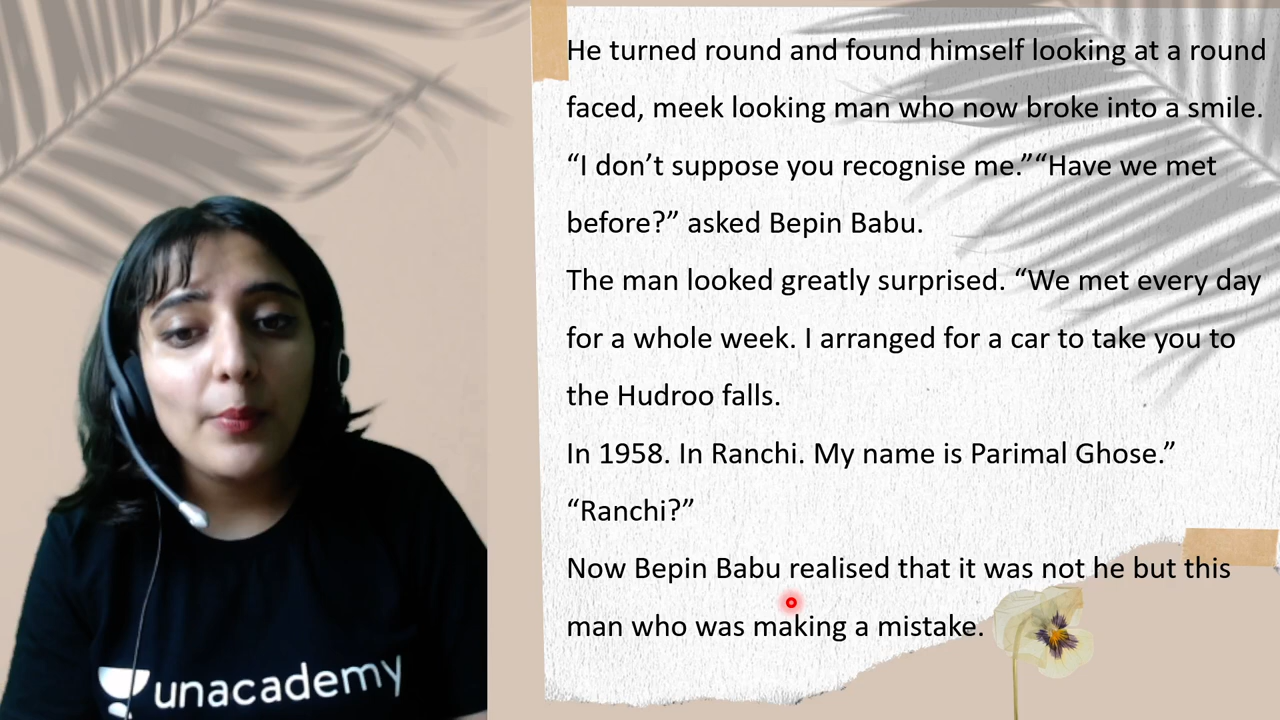 He turned round and found himself looking at a round
faced, meek looking man who now broke into a smile.
“I don’t suppose you recognise me.”“Have we met
before?” asked Bepin Babu.
The man looked greatly surprised. “We met every day
for a whole week. I arranged for a car to take you to
the Hudroo falls.
In 1958. In Ranchi. My name is Parimal Ghose.”
“Ranchi?”
Now Bepin Babu realised that it was not he but this
man who was making a mistake.
unacademy